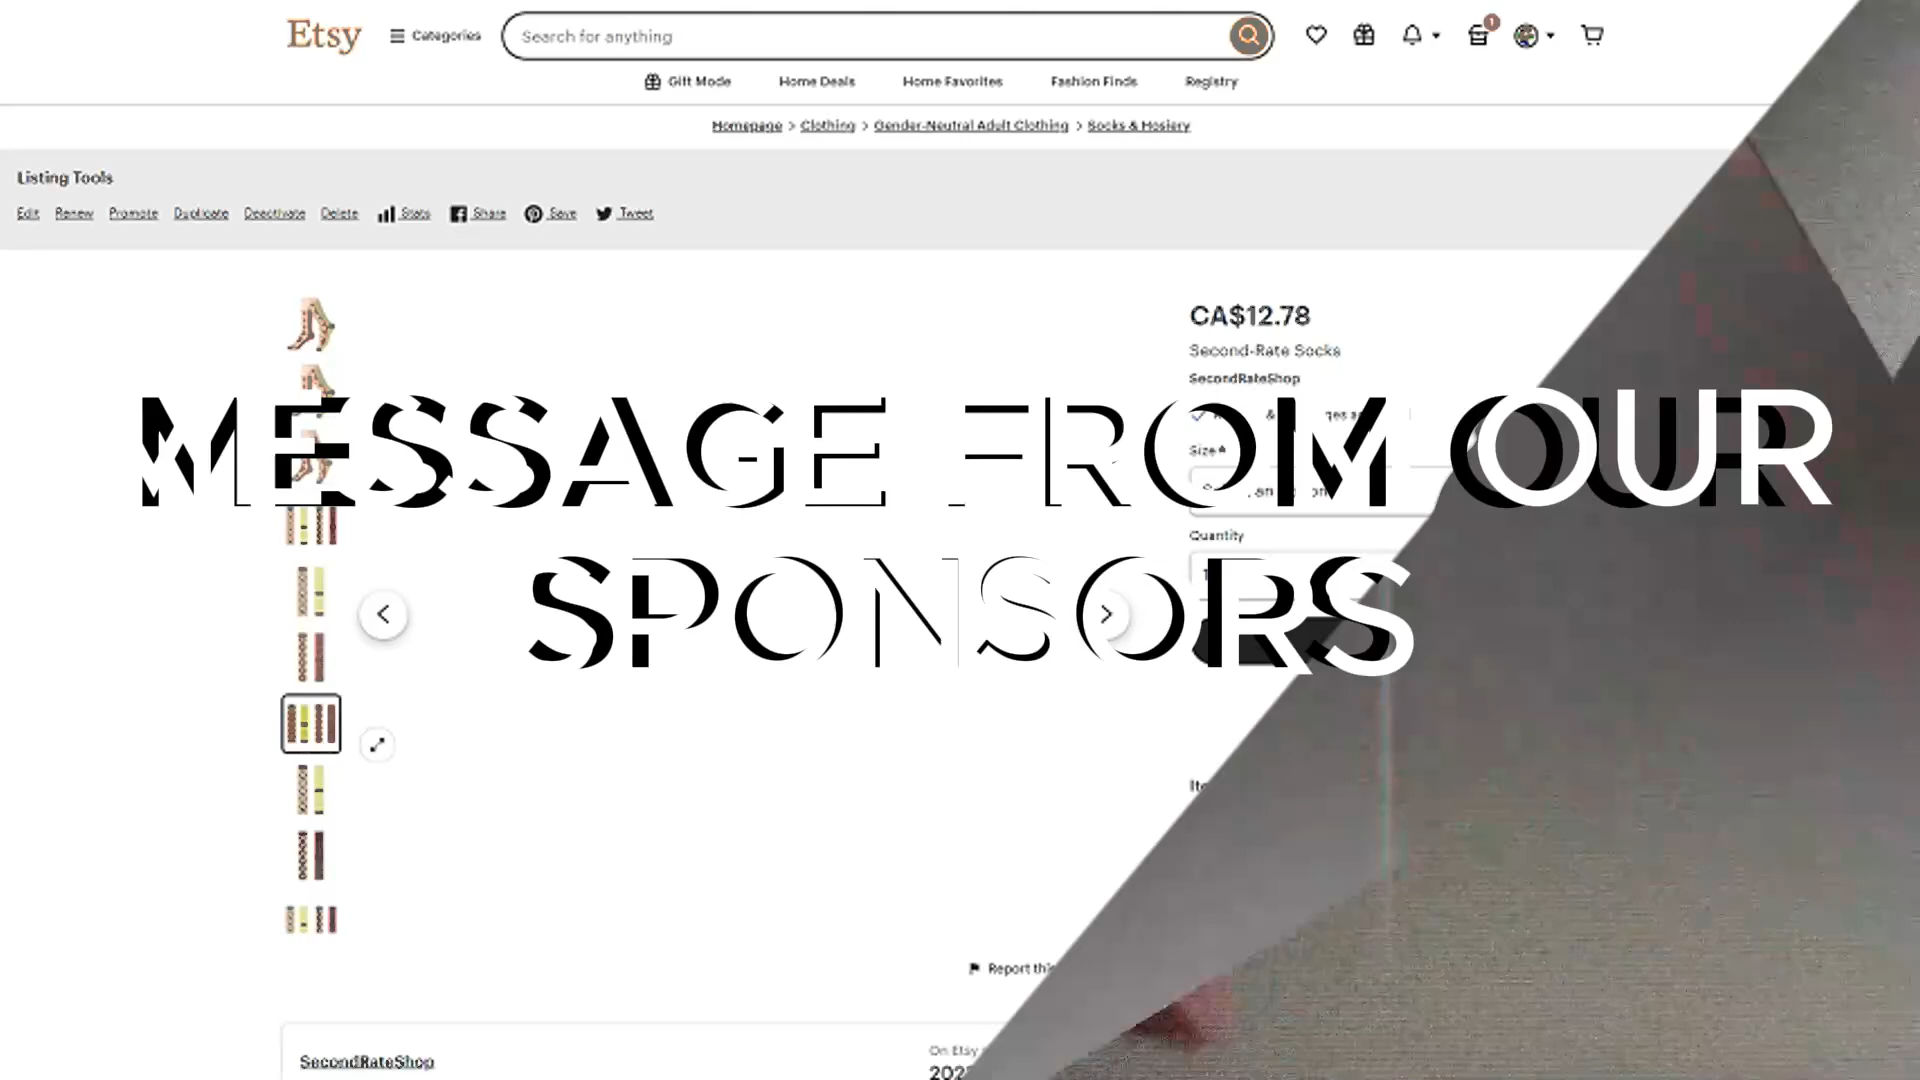 Etsy
Categories
Search for anything
1
Gift Mode
Home Deals
Home Favorites
Fashion Finds
Registry
Homepage > Clothing > Gender-Neutral Adult Clothing > Socks & Hosiery
Listing Tools
Edit Renew Promote Duplicate Deactivate Delete Stats Share Save Tweet
CA$12.78
Second-Rate Socks
SecondRateShop
MESSAGE FROM OUR
SPONSORS
Size *
Quantity
Report this
SecondRateShop
On Etsy